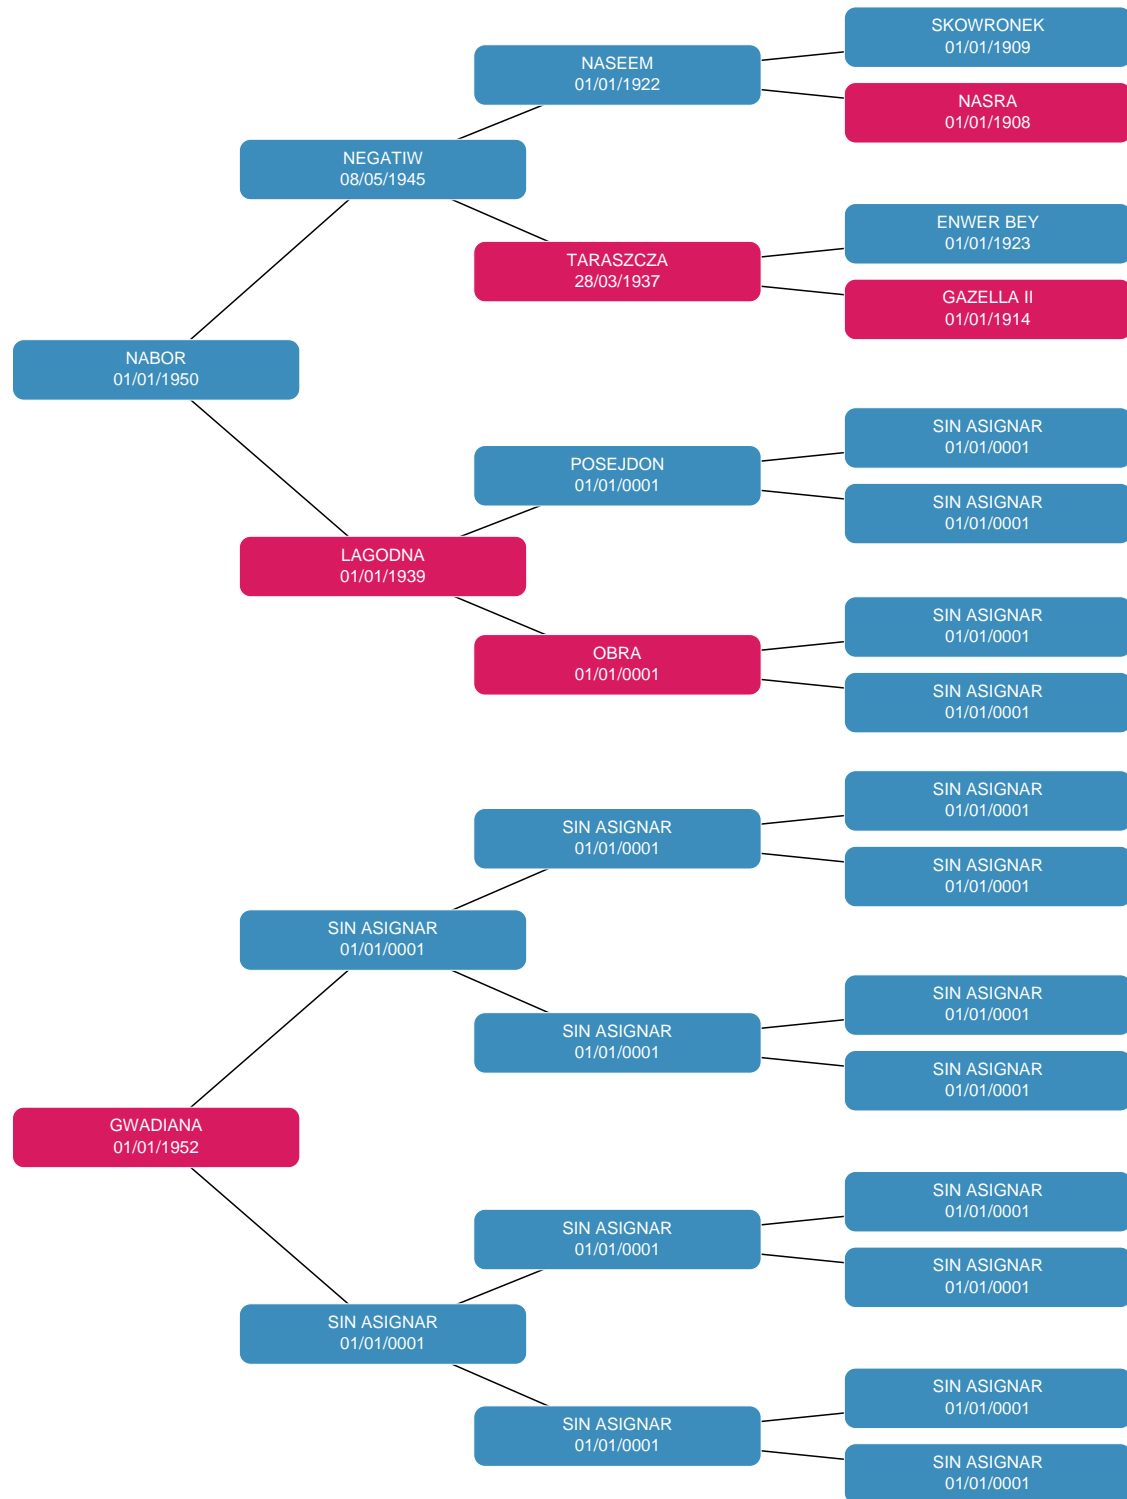 SKOWRONEK
01/01/1909
NASEEM
01/01/1922
NASRA
01/01/1908
NEGATIW
08/05/1945
ENWER BEY
01/01/1923
TARASZCZA
28/03/1937
GAZELLA II
01/01/1914
NABOR
01/01/1950
SIN ASIGNAR
01/01/0001
POSEJDON
01/01/0001
SIN ASIGNAR
01/01/0001
LAGODNA
01/01/1939
SIN ASIGNAR
01/01/0001
OBRA
01/01/0001
SIN ASIGNAR
01/01/0001
SIN ASIGNAR
01/01/0001
SIN ASIGNAR
01/01/0001
SIN ASIGNAR
01/01/0001
SIN ASIGNAR
01/01/0001
SIN ASIGNAR
01/01/0001
SIN ASIGNAR
01/01/0001
SIN ASIGNAR
01/01/0001
GWADIANA
01/01/1952
SIN ASIGNAR
01/01/0001
SIN ASIGNAR
01/01/0001
SIN ASIGNAR
01/01/0001
SIN ASIGNAR
01/01/0001
SIN ASIGNAR
01/01/0001
SIN ASIGNAR
01/01/0001
SIN ASIGNAR
01/01/0001